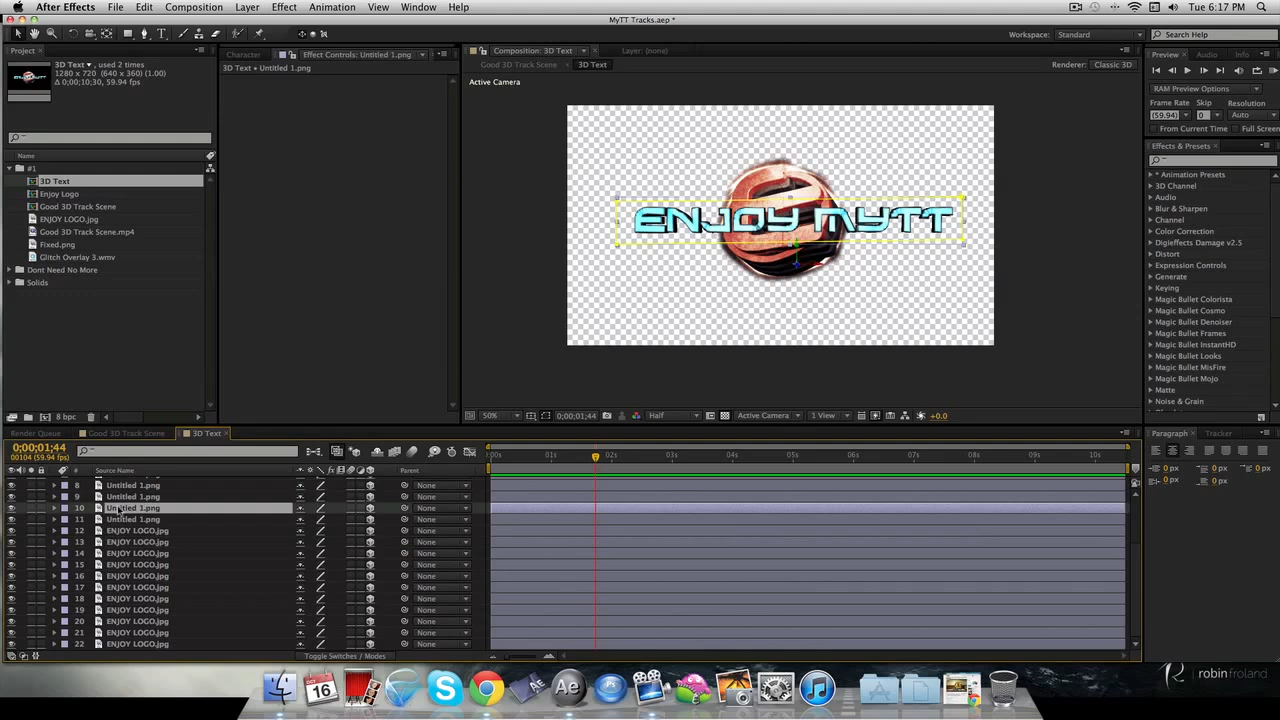 After Effects File Edit Composition Layer Effect Animation View Window Help Tue 6:17 PM
MyTT Tracks.aep *
Workspace: Standard Search Help
Project
3D Text , used 2 times
1280 x 720 (640 x 360) (1.00)
Δ 0;00;10;30, 59.94 fps
Name
#1
3D Text
Enjoy Logo
Good 3D Track Scene
ENJOY LOGO.jpg
Good 3D Track Scene.mp4
Fixed.png
Glitch Overlay 3.wmv
Dont Need No More
Solids
8 bpc
Character Effect Controls: Untitled 1.png
3D Text • Untitled 1.png
Composition: 3D Text Layer: (none)
Good 3D Track Scene 3D Text Renderer: Classic 3D
Active Camera
ENJOY MYTT
50% 0;00;01;44 Half Active Camera 1 View +0.0
Preview Audio Info
RAM Preview Options
Frame Rate Skip Resolution
(59.94) 0 Auto
From Current Time Full Screen
Effects & Presets
* Animation Presets
3D Channel
Audio
Blur & Sharpen
Channel
Color Correction
Digieffects Damage v2.5
Distort
Expression Controls
Generate
Keying
Magic Bullet Colorista
Magic Bullet Cosmo
Magic Bullet Denoiser
Magic Bullet Frames
Magic Bullet InstantHD
Magic Bullet Looks
Magic Bullet MisFire
Magic Bullet Mojo
Matte
Noise & Grain
Render Queue Good 3D Track Scene 3D Text
0;00;01;44
00104 (59.94 fps)
# Source Name Parent
:00s 01s 02s 03s 04s 05s 06s 07s 08s 09s 10s
8 Untitled 1.png None
9 Untitled 1.png None
10 Untitled 1.png None
11 Untitled 1.png None
12 ENJOY LOGO.jpg None
13 ENJOY LOGO.jpg None
14 ENJOY LOGO.jpg None
15 ENJOY LOGO.jpg None
16 ENJOY LOGO.jpg None
17 ENJOY LOGO.jpg None
18 ENJOY LOGO.jpg None
19 ENJOY LOGO.jpg None
20 ENJOY LOGO.jpg None
21 ENJOY LOGO.jpg None
22 ENJOY LOGO.jpg None
Toggle Switches / Modes
Paragraph Tracker
0 px 0 px 0 px
0 px 0 px
OCT
16
Ae
Ae
Ps
robinfroland